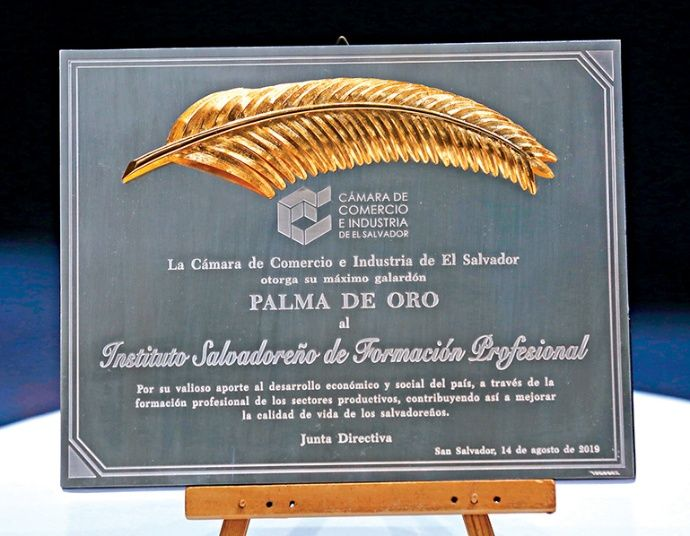 CÁMARA DE
COMERCIO
E INDUSTRIA
DE EL SALVADOR
La Cámara de Comercio e Industria de El Salvador
otorga su máximo galardón
PALMA DE ORO
al
Instituto Salvadoreño de Formación Profesional
Por su valioso aporte al desarrollo económico y social del país, a través de la
formación profesional de los sectores productivos, contribuyendo así a mejorar
la calidad de vida de los salvadoreños.
Junta Directiva
San Salvador, 14 de agosto de 2019